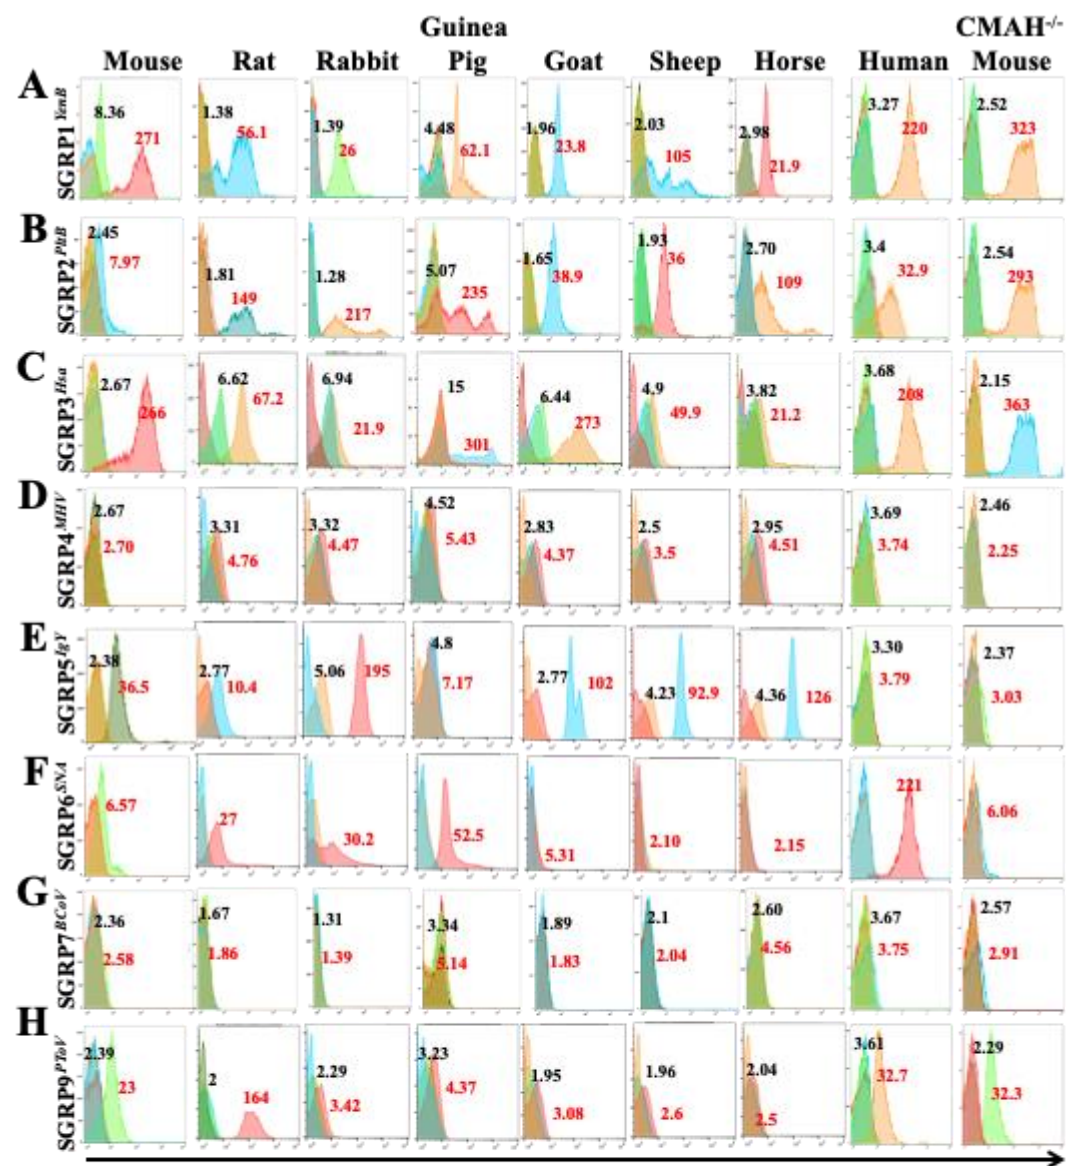 Guinea CMAH-/-
Mouse Rat Rabbit Pig Goat Sheep Horse Human Mouse
A
SGRP1YenB
8.36 271 1.38 56.1 1.39 26 4.48 62.1 1.96 23.8 2.03 105 2.98 21.9 3.27 220 2.52 323
B
SGRP2PltB
2.45 7.97 1.81 149 1.28 217 5.07 235 1.65 38.9 1.93 36 2.70 109 3.4 32.9 2.54 293
C
SGRP3Hsa
2.67 266 6.62 67.2 6.94 21.9 15 301 6.44 273 4.9 49.9 3.82 21.2 3.68 208 2.15 363
D
SGRP4MHV
2.67 2.70 3.31 4.76 3.32 4.47 4.52 5.43 2.83 4.37 2.5 3.5 2.95 4.51 3.69 3.74 2.46 2.25
E
SGRP5IgY
2.38 36.5 2.77 10.4 5.06 195 4.8 7.17 2.77 102 4.23 92.9 4.36 126 3.30 3.79 2.37 3.03
F
SGRP6SNA
6.57 27 30.2 52.5 5.31 2.10 2.15 221 6.06
G
SGRP7BCoV
2.36 2.58 1.67 1.86 1.31 1.39 3.34 5.14 1.89 1.83 2.1 2.04 2.60 4.56 3.67 3.75 2.57 2.91
H
SGRP9PToV
2.39 23 2 164 2.29 3.42 3.23 4.37 1.95 3.08 1.96 2.6 2.04 2.5 3.61 32.7 2.29 32.3